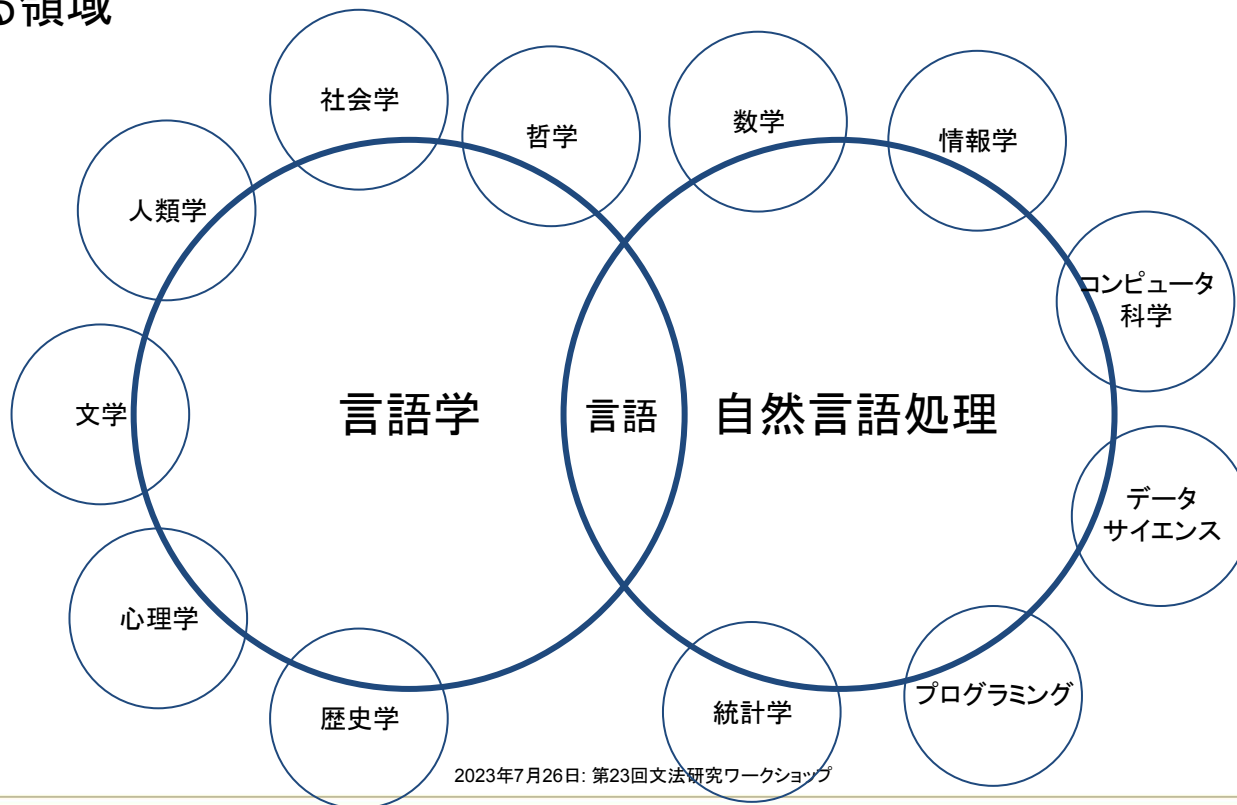 る領域
社会学
哲学
数学
情報学
人類学
コンピュータ
科学
文学
言語学
言語
自然言語処理
データ
サイエンス
心理学
歴史学
統計学
プログラミング
2023年7月26日: 第23回文法研究ワークショップ